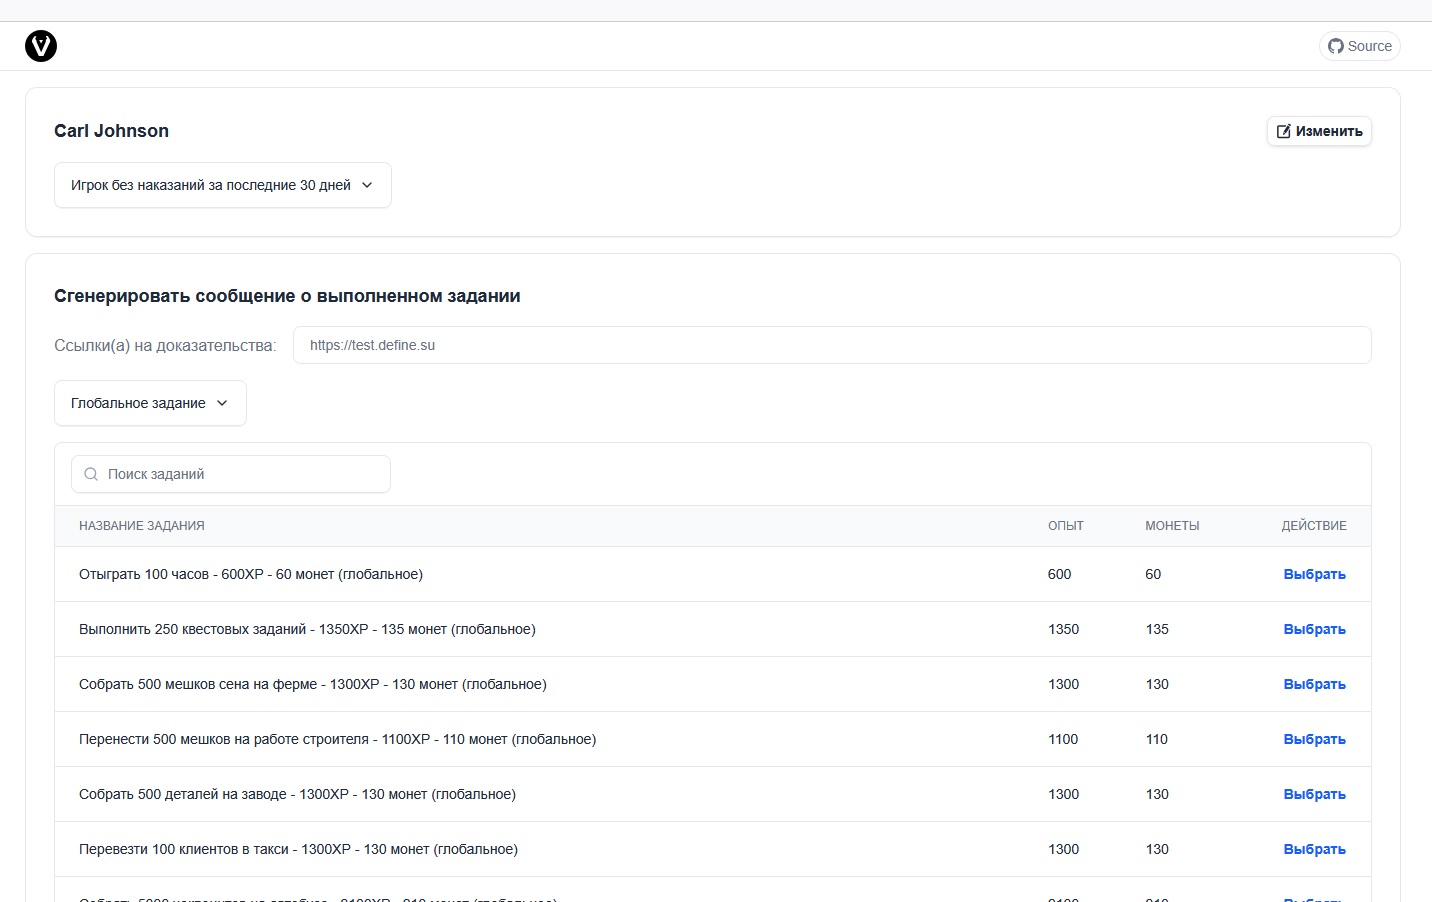 Source
Carl Johnson
Изменить
Игрок без наказаний за последние 30 дней
Сгенерировать сообщение о выполненном задании
Ссылки(а) на доказательства: https://test.define.su
Глобальное задание
Поиск заданий
НАЗВАНИЕ ЗАДАНИЯ ОПЫТ МОНЕТЫ ДЕЙСТВИЕ
Отыграть 100 часов - 600XP - 60 монет (глобальное) 600 60 Выбрать
Выполнить 250 квестовых заданий - 1350XP - 135 монет (глобальное) 1350 135 Выбрать
Собрать 500 мешков сена на ферме - 1300XP - 130 монет (глобальное) 1300 130 Выбрать
Перенести 500 мешков на работе строителя - 1100XP - 110 монет (глобальное) 1100 110 Выбрать
Собрать 500 деталей на заводе - 1300XP - 130 монет (глобальное) 1300 130 Выбрать
Перевезти 100 клиентов в такси - 1300XP - 130 монет (глобальное) 1300 130 Выбрать